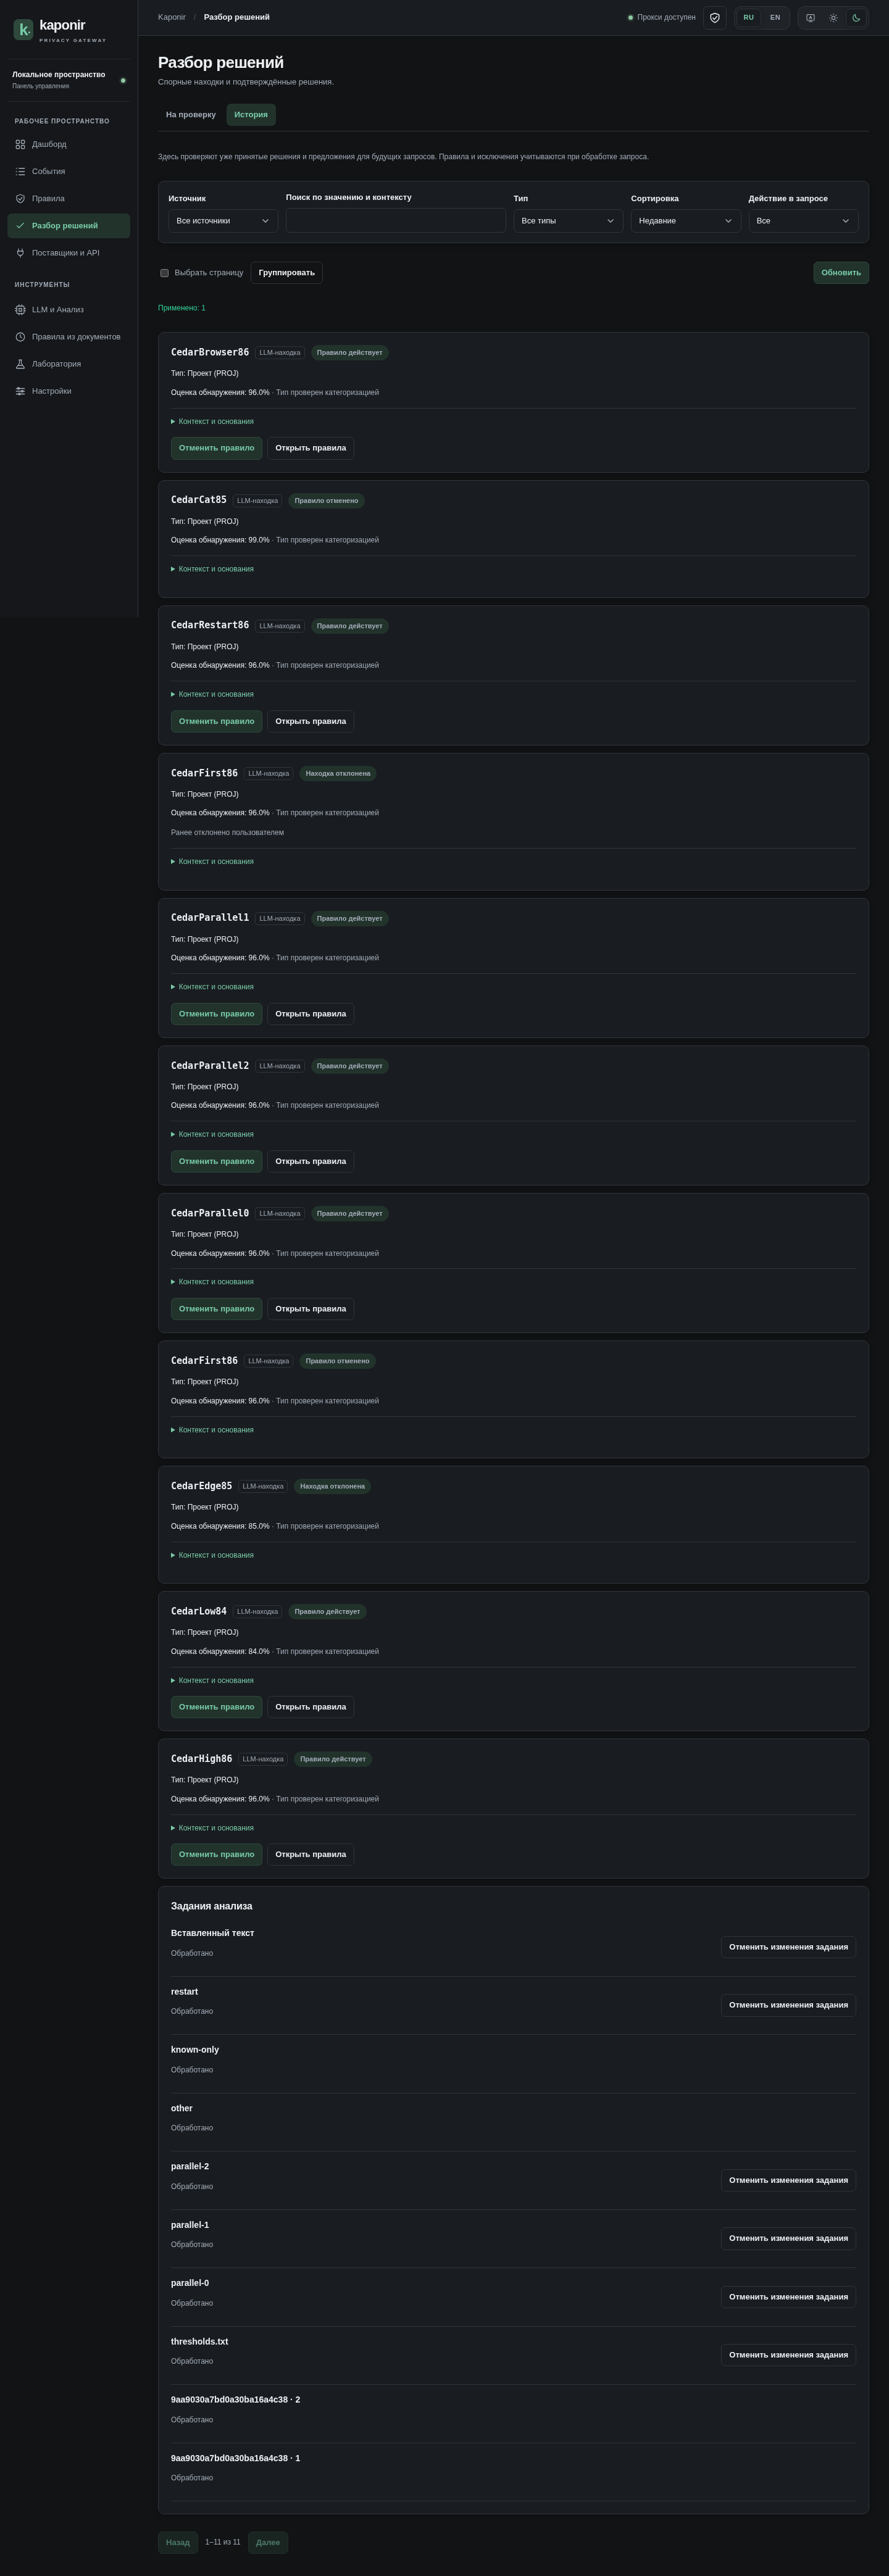 k.
kaponir
PRIVACY GATEWAY
Локальное пространство
Панель управления
РАБОЧЕЕ ПРОСТРАНСТВО
Дашборд
События
Правила
Разбор решений
Поставщики и API
ИНСТРУМЕНТЫ
LLM и Анализ
Правила из документов
Лаборатория
Настройки
Kaponir / Разбор решений
Прокси доступен
RU EN
Разбор решений
Спорные находки и подтверждённые решения.
На проверку История
Здесь проверяют уже принятые решения и предложения для будущих запросов. Правила и исключения учитываются при обработке запроса.
Источник Поиск по значению и контексту Тип Сортировка Действие в запросе
Все источники Все типы Недавние Все
Выбрать страницу Группировать Обновить
Применено: 1
CedarBrowser86 LLM-находка Правило действует
Тип: Проект (PROJ)
Оценка обнаружения: 96.0% · Тип проверен категоризацией
Контекст и основания
Отменить правило Открыть правила
CedarCat85 LLM-находка Правило отменено
Тип: Проект (PROJ)
Оценка обнаружения: 99.0% · Тип проверен категоризацией
Контекст и основания
CedarRestart86 LLM-находка Правило действует
Тип: Проект (PROJ)
Оценка обнаружения: 96.0% · Тип проверен категоризацией
Контекст и основания
Отменить правило Открыть правила
CedarFirst86 LLM-находка Находка отклонена
Тип: Проект (PROJ)
Оценка обнаружения: 96.0% · Тип проверен категоризацией
Ранее отклонено пользователем
Контекст и основания
CedarParallel1 LLM-находка Правило действует
Тип: Проект (PROJ)
Оценка обнаружения: 96.0% · Тип проверен категоризацией
Контекст и основания
Отменить правило Открыть правила
CedarParallel2 LLM-находка Правило действует
Тип: Проект (PROJ)
Оценка обнаружения: 96.0% · Тип проверен категоризацией
Контекст и основания
Отменить правило Открыть правила
CedarParallel0 LLM-находка Правило действует
Тип: Проект (PROJ)
Оценка обнаружения: 96.0% · Тип проверен категоризацией
Контекст и основания
Отменить правило Открыть правила
CedarFirst86 LLM-находка Правило отменено
Тип: Проект (PROJ)
Оценка обнаружения: 96.0% · Тип проверен категоризацией
Контекст и основания
CedarEdge85 LLM-находка Находка отклонена
Тип: Проект (PROJ)
Оценка обнаружения: 85.0% · Тип проверен категоризацией
Контекст и основания
CedarLow84 LLM-находка Правило действует
Тип: Проект (PROJ)
Оценка обнаружения: 84.0% · Тип проверен категоризацией
Контекст и основания
Отменить правило Открыть правила
CedarHigh86 LLM-находка Правило действует
Тип: Проект (PROJ)
Оценка обнаружения: 96.0% · Тип проверен категоризацией
Контекст и основания
Отменить правило Открыть правила
Задания анализа
Вставленный текст
Обработано
Отменить изменения задания
restart
Обработано
Отменить изменения задания
known-only
Обработано
other
Обработано
parallel-2
Обработано
Отменить изменения задания
parallel-1
Обработано
Отменить изменения задания
parallel-0
Обработано
Отменить изменения задания
thresholds.txt
Обработано
Отменить изменения задания
9aa9030a7bd0a30ba16a4c38 · 2
Обработано
9aa9030a7bd0a30ba16a4c38 · 1
Обработано
Назад 1–11 из 11 Далее